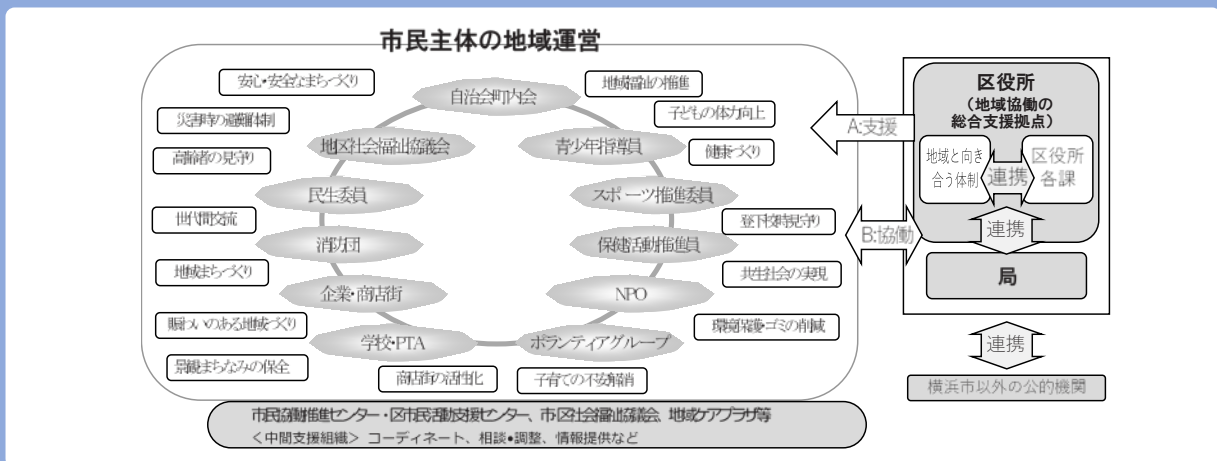 市民主体の地域運営
安心・安全なまちづくり
地域福祉の推進
自治会町内会
子どもの体力向上
災害時の避難体制
地区社会福祉協議会
青少年指導員
健康づくり
高齢者の見守り
民生委員
スポーツ推進委員
世代間交流
登下校時見守り
消防団
保健活動推進員
地域まちづくり
共生社会の実現
企業・商店街
NPO
賑わいのある地域づくり
環境保護・ゴミの削減
学校・PTA
ボランティアグループ
景観まちなみの保全
商店街の活性化
子育ての不安解消
市民協働推進センター・区市民活動支援センター、市区社会福祉協議会、地域ケアプラザ等
<中間支援組織> コーディネート、相談•調整、情報提供など
A:支援
B:協働
区役所
(地域協働の
総合支援拠点)
地域と向き
合う体制
連携
区役所
各課
連携
局
連携
横浜市以外の公的機関